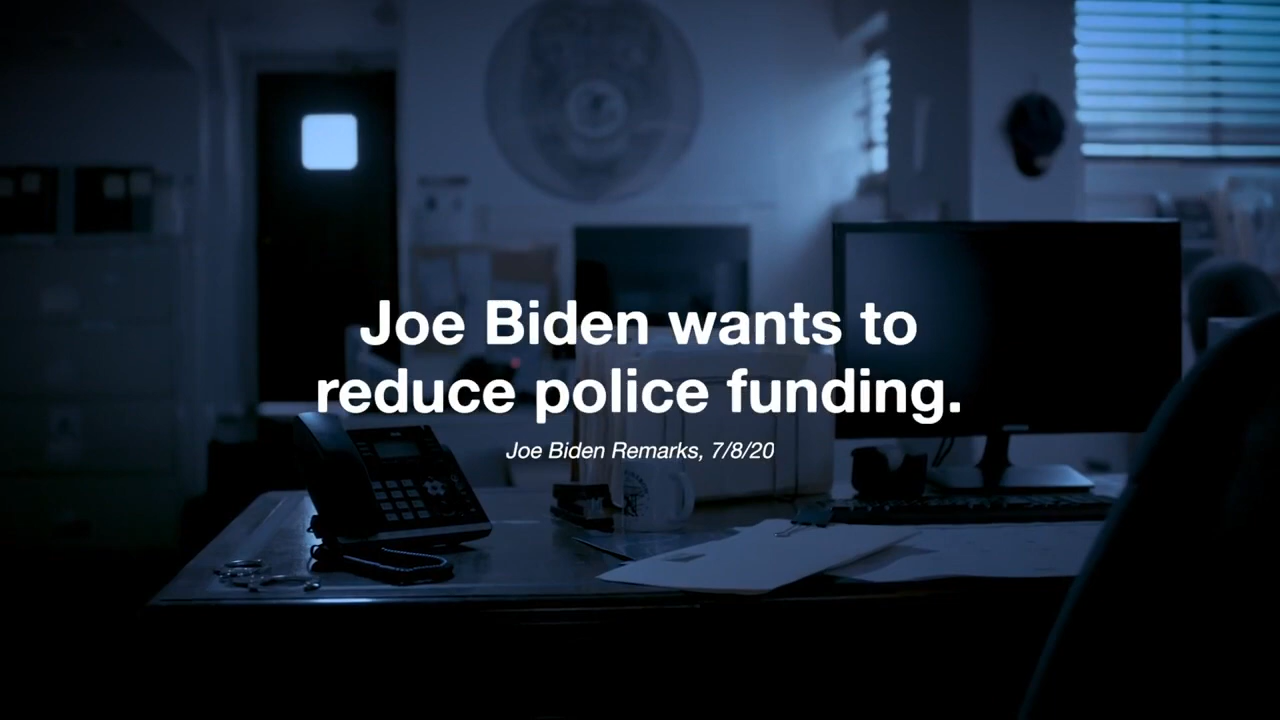 Joe Biden wants to
reduce police funding.
Joe Biden Remarks, 7/8/20